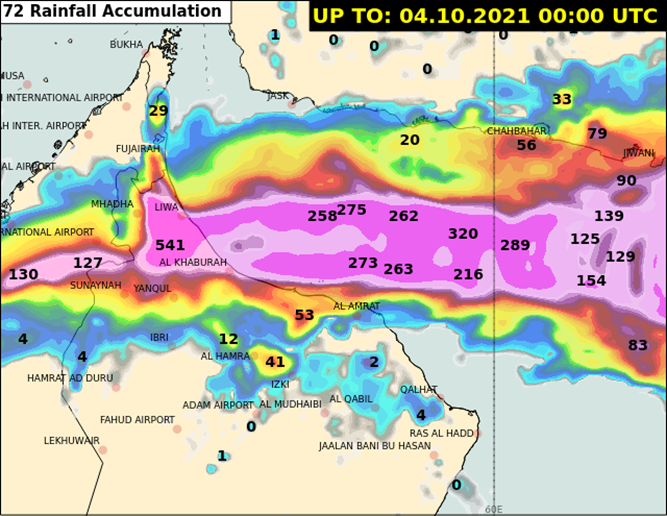 72 Rainfall Accumulation
UP TO: 04.10.2021 00:00 UTC
1
0
0
0
0
BUKHA
NUSA
JASK
H INTERNATIONAL AIRPORT
33
29
AH INTER. AIRPORT
CHAHBAHAR
79
20
56
FUJAIRAH
JIWANI
AL AIRPORT
90
MHADHA
LIWA
258
275
262
139
RNATIONAL AIRPORT
320
125
541
289
129
127
AL KHABURAH
273
263
130
216
154
SUNAYNAH
YANQUL
AL AMRAT
53
4
IBRI
12
83
4
AL HAMRA
41
2
HAMRAT AD DURU
IZKI
QALHAT
AL QABIL
ADAM AIRPORT
AL MUDHAIBI
4
FAHUD AIRPORT
0
RAS AL HADD
LEKHUWAIR
JAALAN BANI BU HASAN
1
0
60E